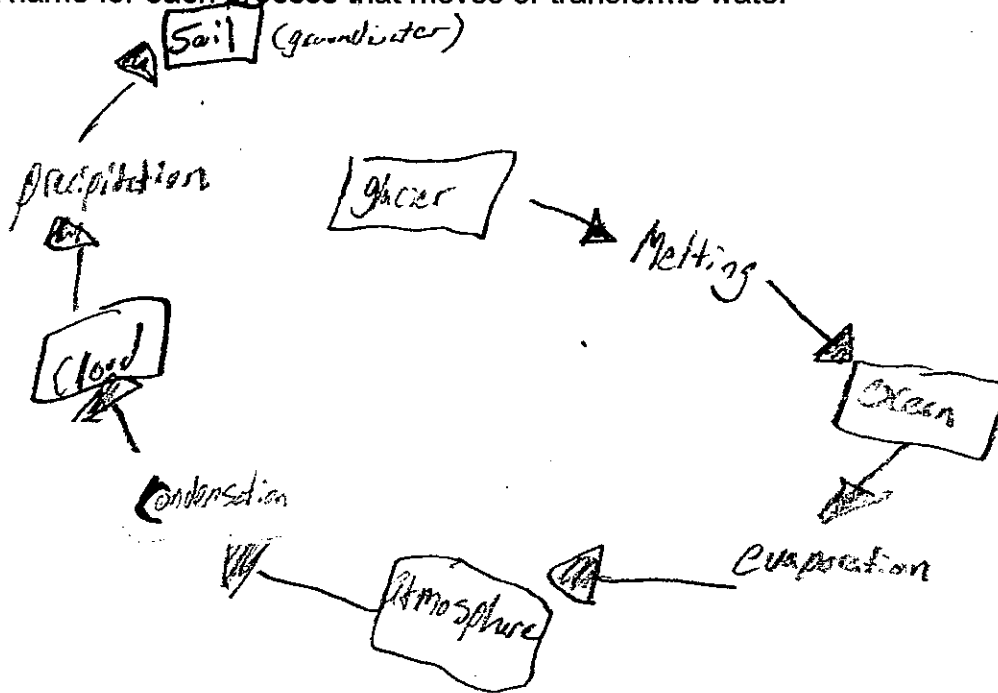 name for each process that moves or transforms water
Soil (groundwater)
precipitation
glacier
Melting
Cloud
Ocean
Condensation
evaporation
Atmosphere